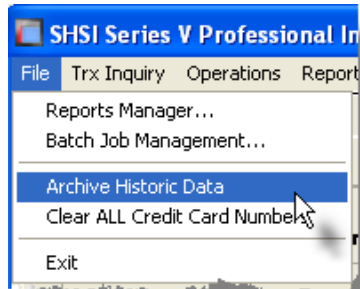 SHSI Series V Professional In
File Trx Inquiry Operations Report
Reports Manager...
Batch Job Management...
Archive Historic Data
Clear ALL Credit Card Numbers
Exit